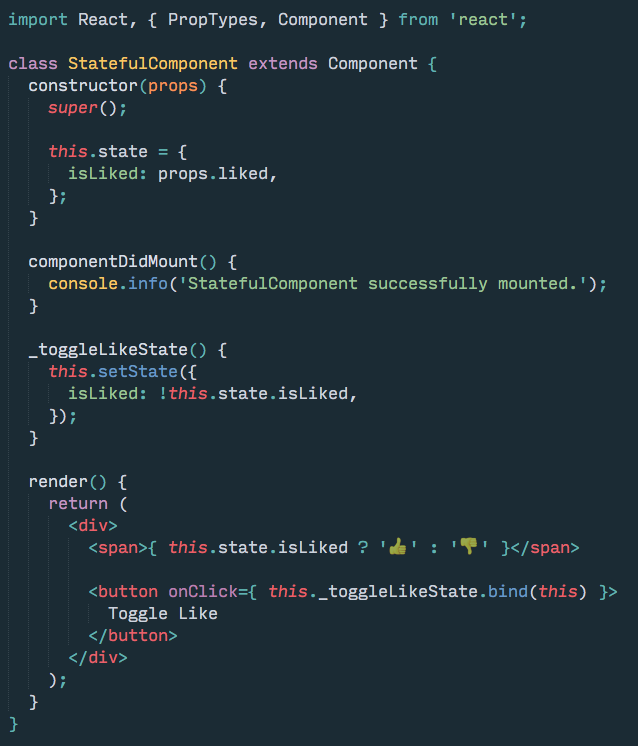 import React, { PropTypes, Component } from 'react';

class StatefulComponent extends Component {
  constructor(props) {
    super();

    this.state = {
      isLiked: props.liked,
    };
  }

  componentDidMount() {
    console.info('StatefulComponent successfully mounted.');
  }

  _toggleLikeState() {
    this.setState({
      isLiked: !this.state.isLiked,
    });
  }

  render() {
    return (
      <div>
        <span>{ this.state.isLiked ? '👍' : '👎' }</span>

        <button onClick={ this._toggleLikeState.bind(this) }>
          Toggle Like
        </button>
      </div>
    );
  }
}